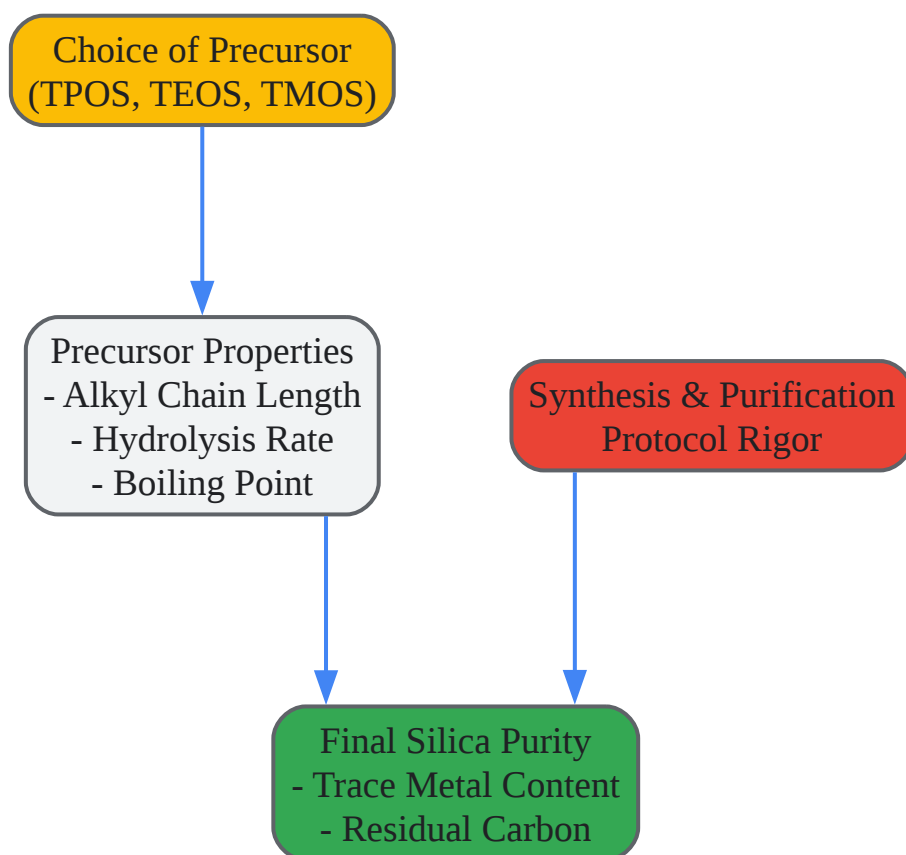 Choice of Precursor
(TPOS, TEOS, TMOS)
Precursor Properties
- Alkyl Chain Length
- Hydrolysis Rate
- Boiling Point
Synthesis & Purification
Protocol Rigor
Final Silica Purity
- Trace Metal Content
- Residual Carbon